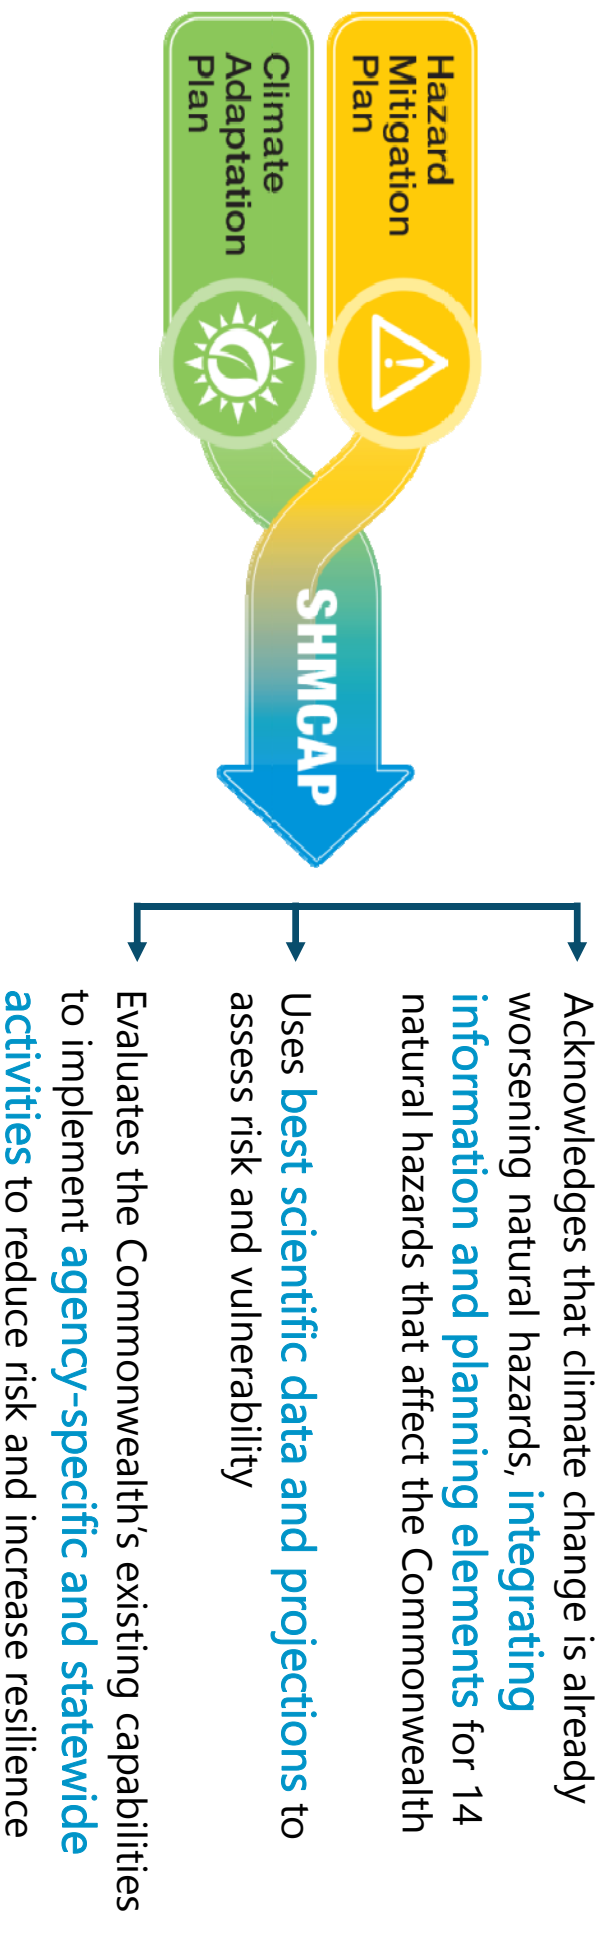 Hazard
Mitigation
Plan
Climate
Adaptation
Plan
SHMCAP
Acknowledges that climate change is already
worsening natural hazards, integrating
information and planning elements for 14
natural hazards that affect the Commonwealth
Uses best scientific data and projections to
assess risk and vulnerability
Evaluates the Commonwealth’s existing capabilities
to implement agency-specific and statewide
activities to reduce risk and increase resilience